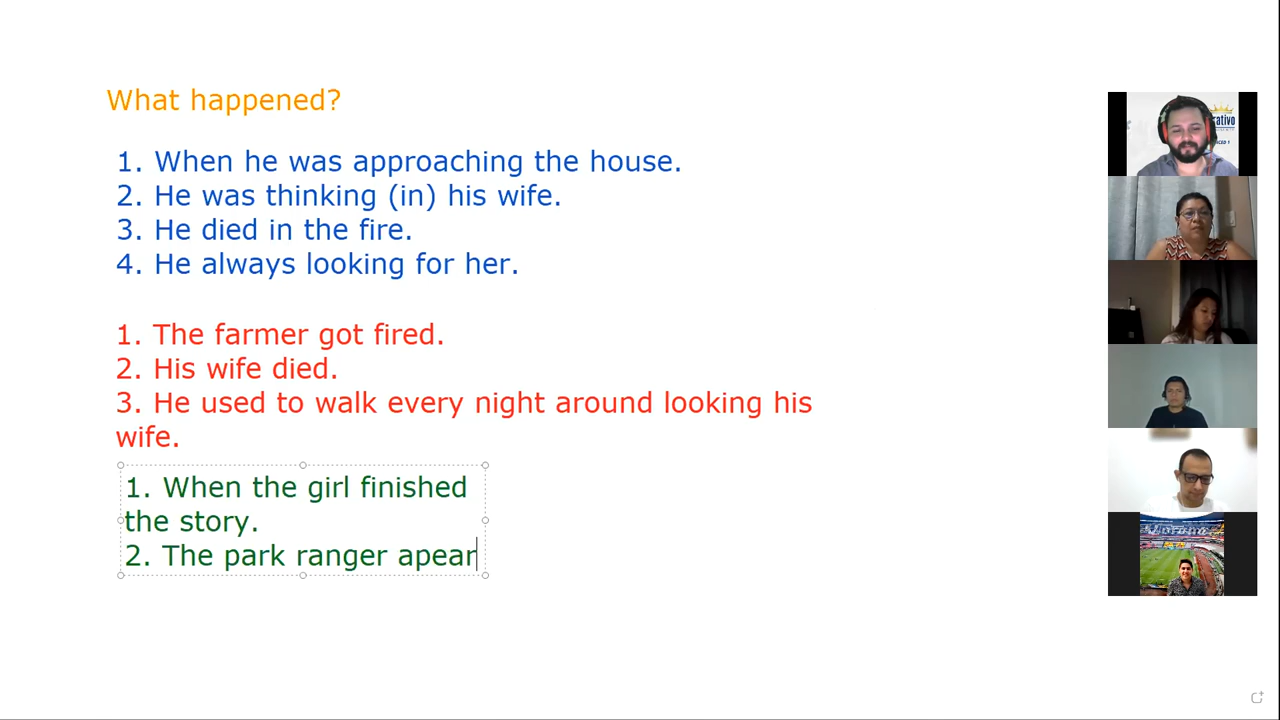 What happened?
1. When he was approaching the house.
2. He was thinking (in) his wife.
3. He died in the fire.
4. He always looking for her.
1. The farmer got fired.
2. His wife died.
3. He used to walk every night around looking his
wife.
1. When the girl finished
the story.
2. The park ranger apear